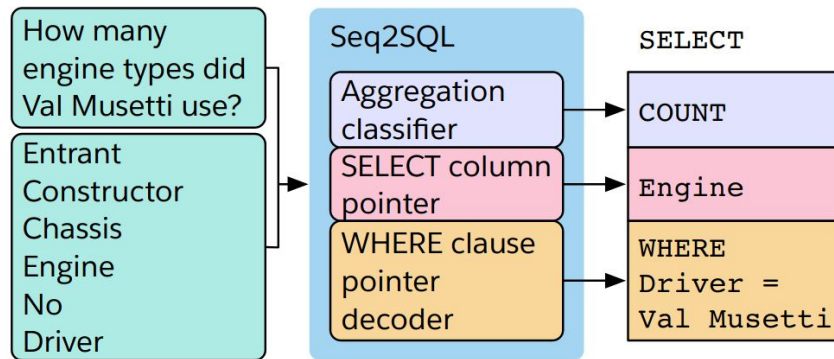 How many
engine types did
Val Musetti use?
Entrant
Constructor
Chassis
Engine
No
Driver
Seq2SQL
Aggregation
classifier
SELECT column
pointer
WHERE clause
pointer
decoder
SELECT
COUNT
Engine
WHERE
Driver =
Val Musetti